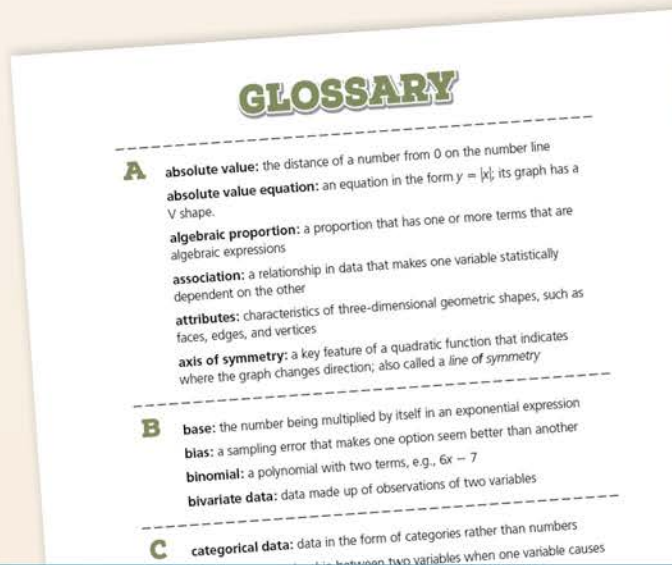 GLOSSARY
A absolute value: the distance of a number from 0 on the number line
absolute value equation: an equation in the form y = |x|; its graph has a
V shape.
algebraic proportion: a proportion that has one or more terms that are
algebraic expressions
association: a relationship in data that makes one variable statistically
dependent on the other
attributes: characteristics of three-dimensional geometric shapes, such as
faces, edges, and vertices
axis of symmetry: a key feature of a quadratic function that indicates
where the graph changes direction; also called a line of symmetry
B base: the number being multiplied by itself in an exponential expression
bias: a sampling error that makes one option seem better than another
binomial: a polynomial with two terms, e.g., 6x − 7
bivariate data: data made up of observations of two variables
C categorical data: data in the form of categories rather than numbers
between two variables when one variable causes